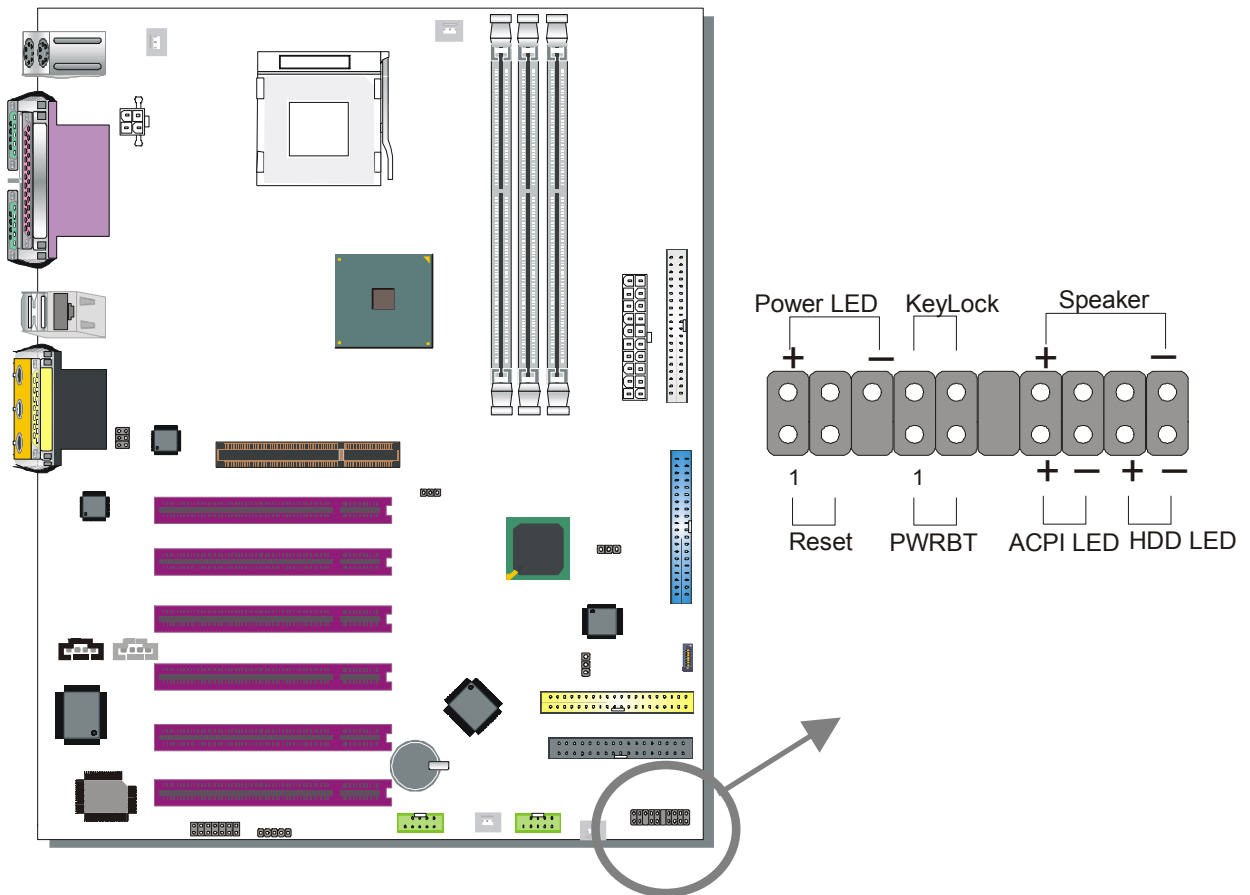 Power LED KeyLock Speaker
+ − + −
1 1 + − + −
Reset PWRBT ACPI LED HDD LED